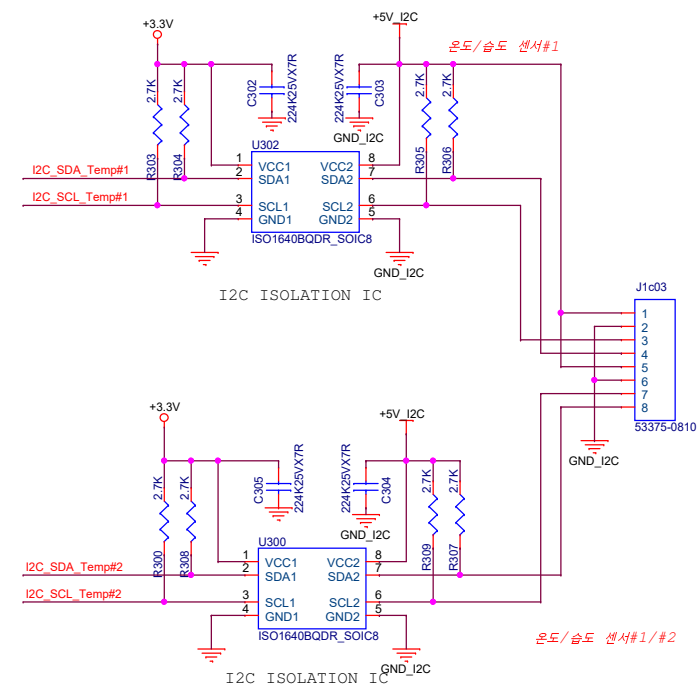 +3.3V
+5V_I2C
온도/습도 센서#1
2.7K
2.7K
C302
224K25VX7R
224K25VX7R
C303
2.7K
2.7K
GND_I2C
R303
R304
U302
R305
R306
1 VCC1 VCC2 8
I2C_SDA_Temp#1 2 SDA1 SDA2 7
I2C_SCL_Temp#1 3 SCL1 SCL2 6
4 GND1 GND2 5
ISO1640BQDR_SOIC8
GND_I2C
I2C ISOLATION IC
J1c03
1
2
3
4
5
6
7
8
53375-0810
GND_I2C
+3.3V
+5V_I2C
2.7K
2.7K
C305
224K25VX7R
224K25VX7R
C304
2.7K
2.7K
GND_I2C
R300
R308
U300
R309
R307
1 VCC1 VCC2 8
I2C_SDA_Temp#2 2 SDA1 SDA2 7
I2C_SCL_Temp#2 3 SCL1 SCL2 6
4 GND1 GND2 5
ISO1640BQDR_SOIC8
온도/습도 센서#1/#2
GND_I2C
I2C ISOLATION IC